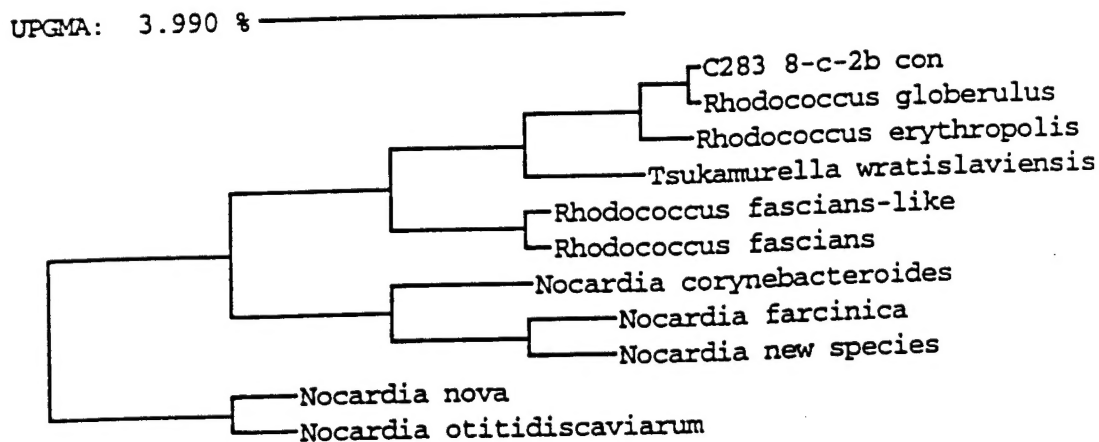 UPGMA: 3.990 %
C283 8-c-2b con
Rhodococcus globerulus
Rhodococcus erythropolis
Tsukamurella wratislaviensis
Rhodococcus fascians-like
Rhodococcus fascians
Nocardia corynebacteroides
Nocardia farcinica
Nocardia new species
Nocardia nova
Nocardia otitidiscaviarum